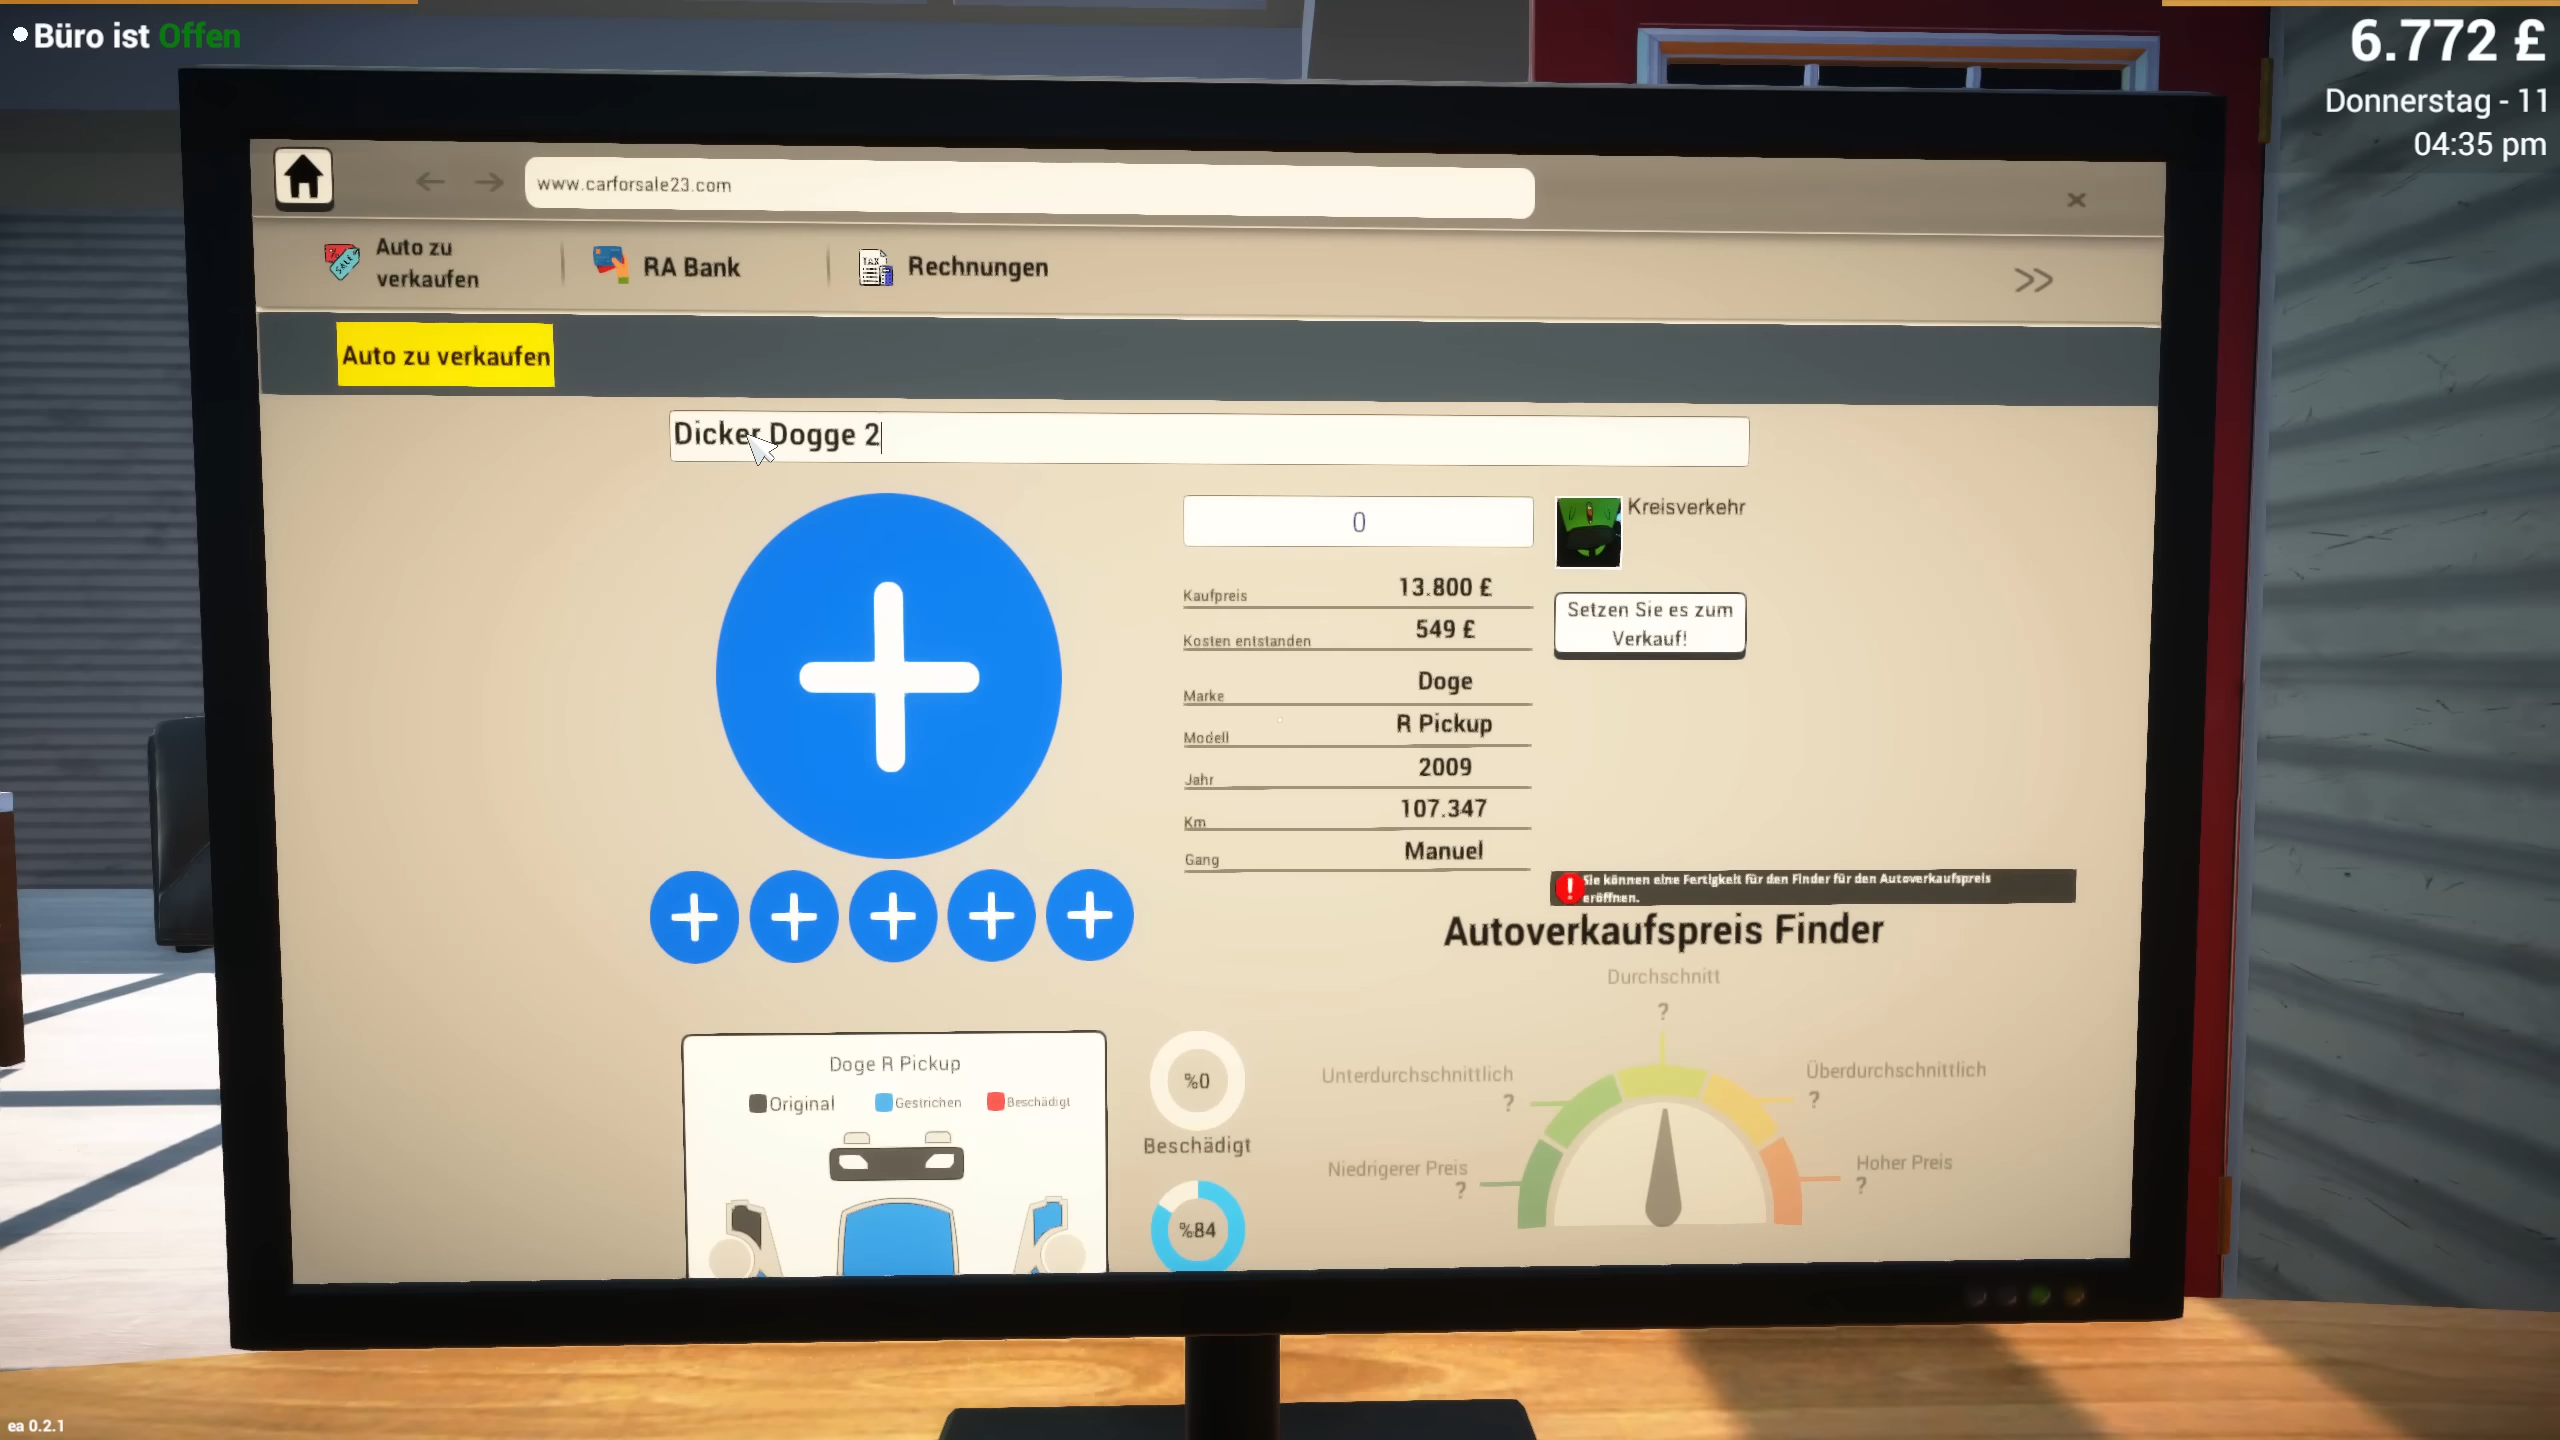 Büro ist Offen
6.772 £
Donnerstag - 11
04:35 pm
www.carforsale23.com
×
Auto zu
verkaufen
RA Bank
TAX
Rechnungen
>>
Auto zu verkaufen
Dicker Dogge 2
0
Kreisverkehr
Kaufpreis 13.800 £
Setzen Sie es zum
Verkauf!
Kosten entstanden 549 £
Marke Doge
Modell R Pickup
Jahr 2009
Km 107.347
Gang Manuel
Sie können eine Fertigkeit für den Finder für den Autoverkaufspreis
eröffnen.
Autoverkaufspreis Finder
Durchschnitt
?
Unterdurchschnittlich
?
Überdurchschnittlich
?
Niedrigerer Preis
?
Hoher Preis
?
Doge R Pickup
Original Gestrichen Beschädigt
%0
Beschädigt
%84
ea 0.2.1